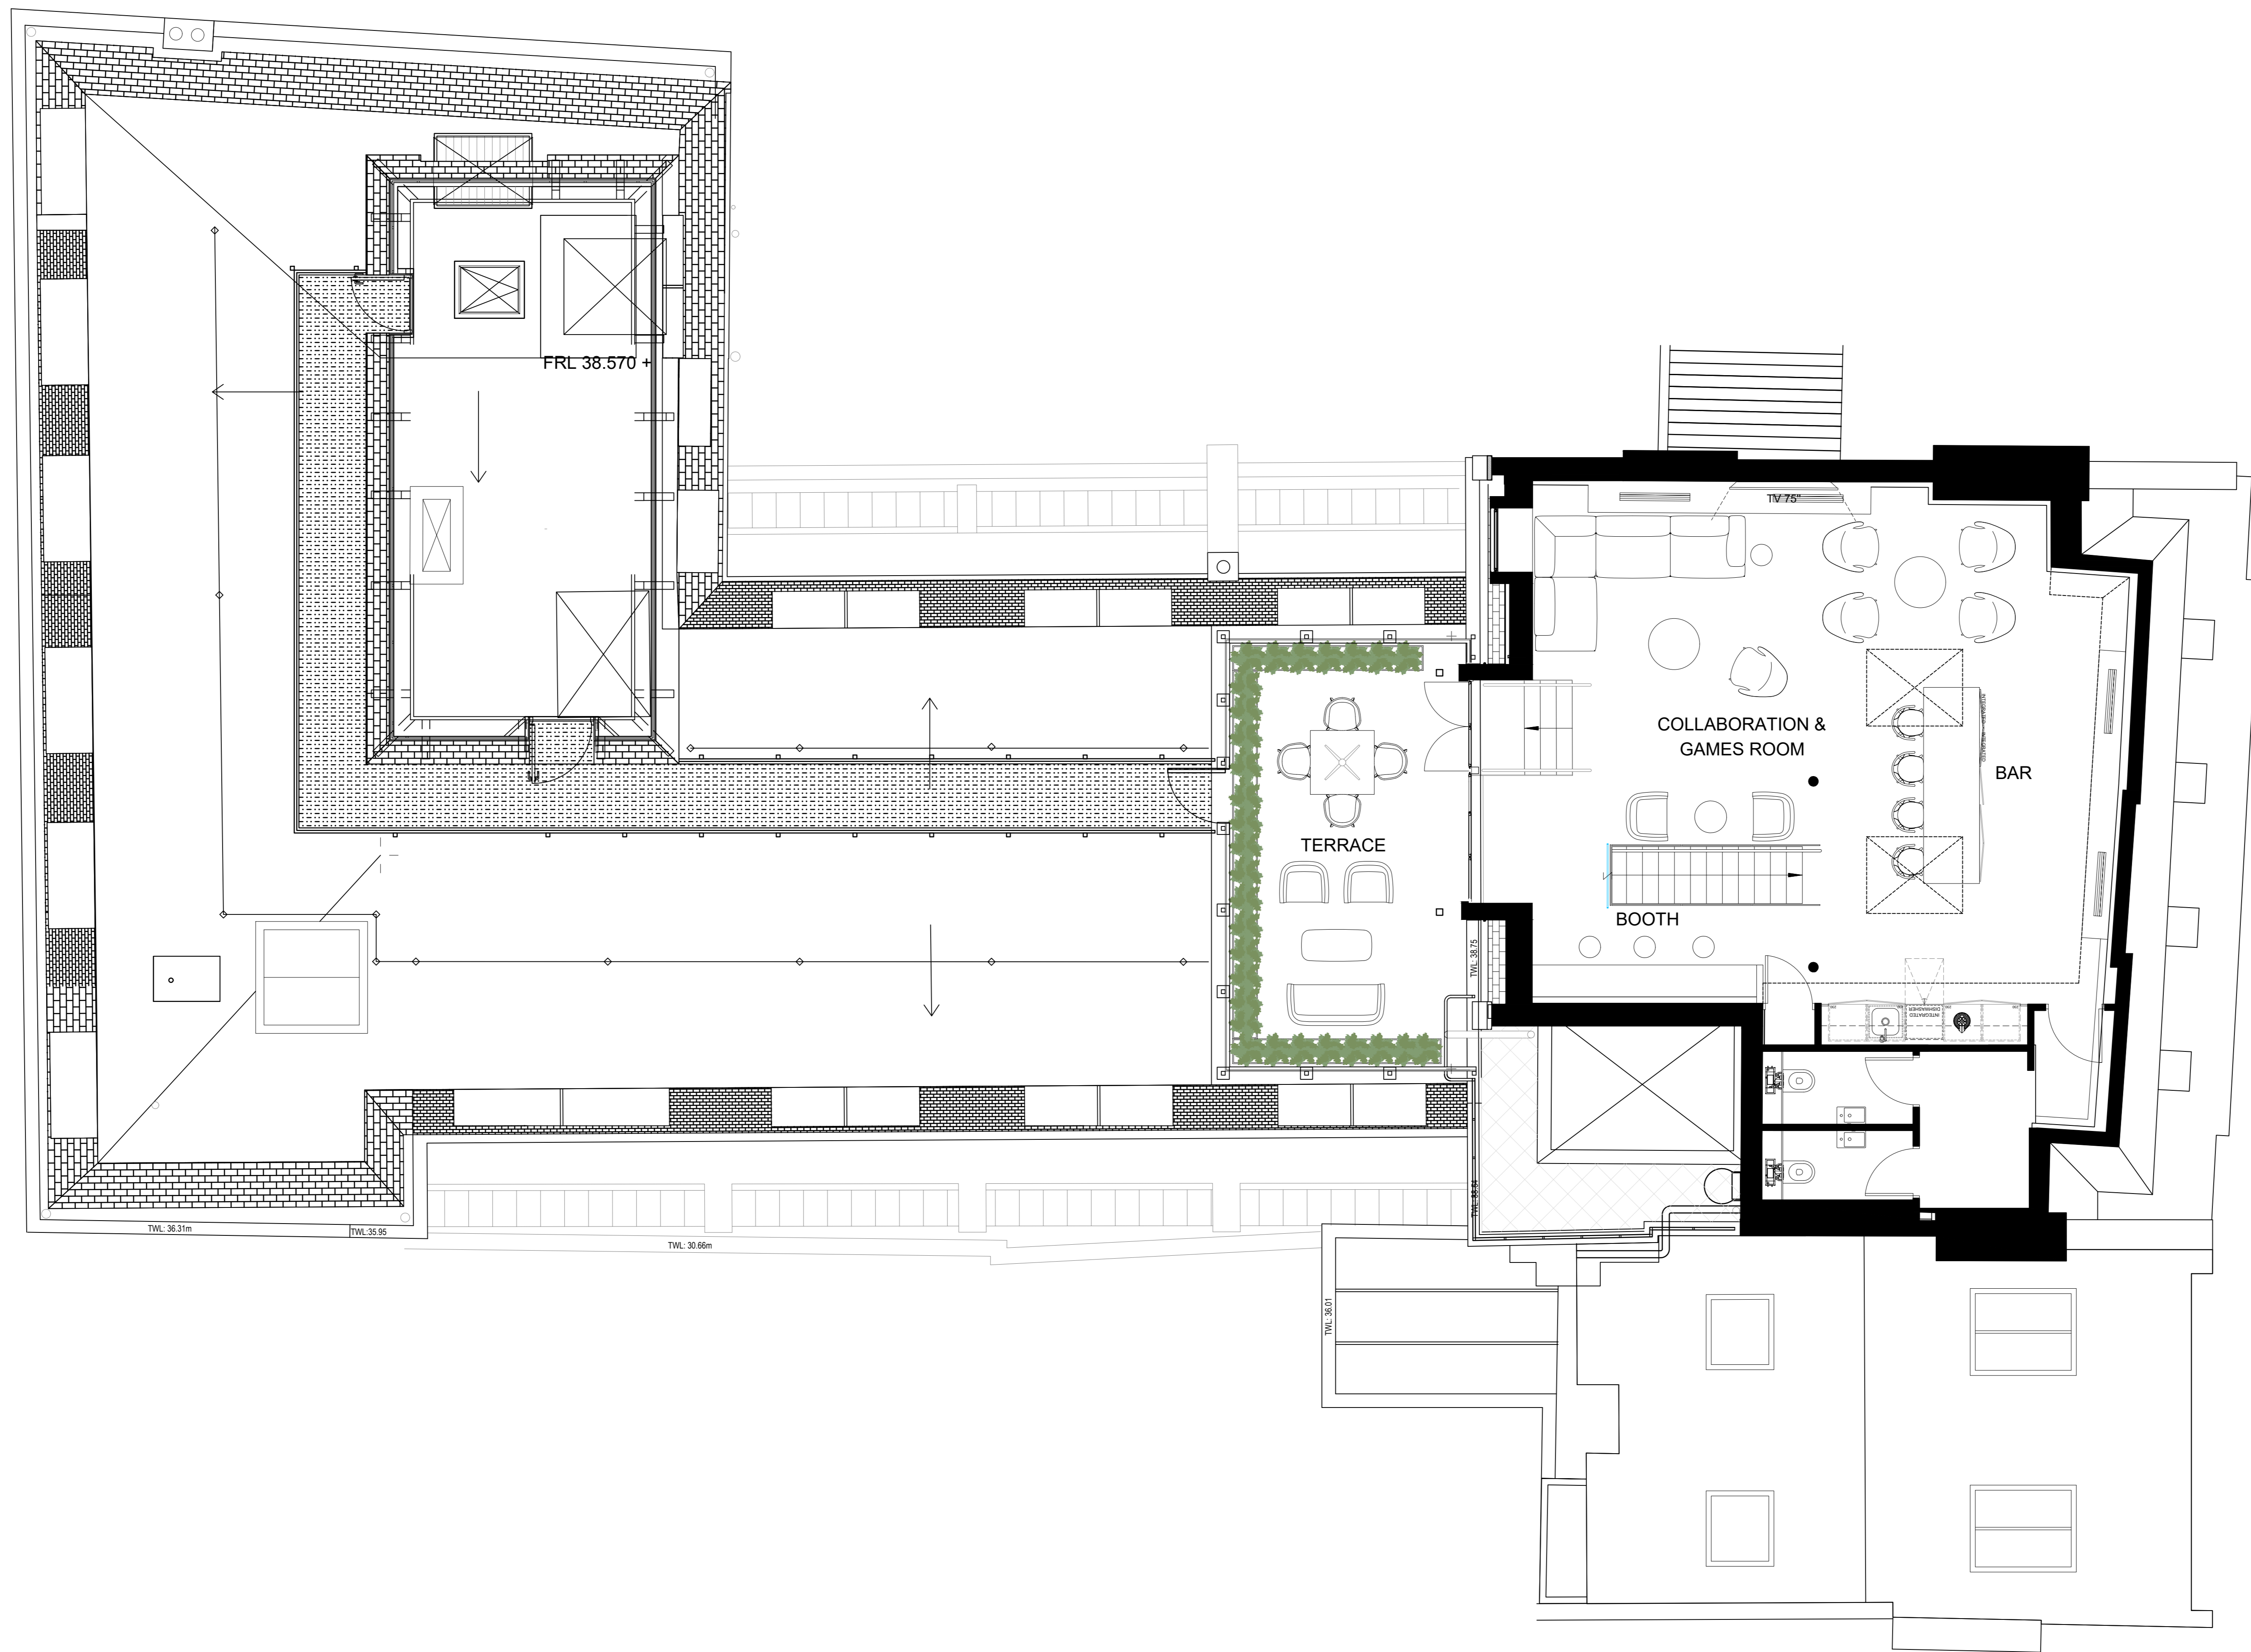 FRL 38.570 +
TV 75"
COLLABORATION &
GAMES ROOM
BAR
TERRACE
BOOTH
TWL: 38.75
INTEGRATED
DISHWASHER
TWL: 36.31m
TWL:35.95
TWL: 30.66m
TWL: 36.01